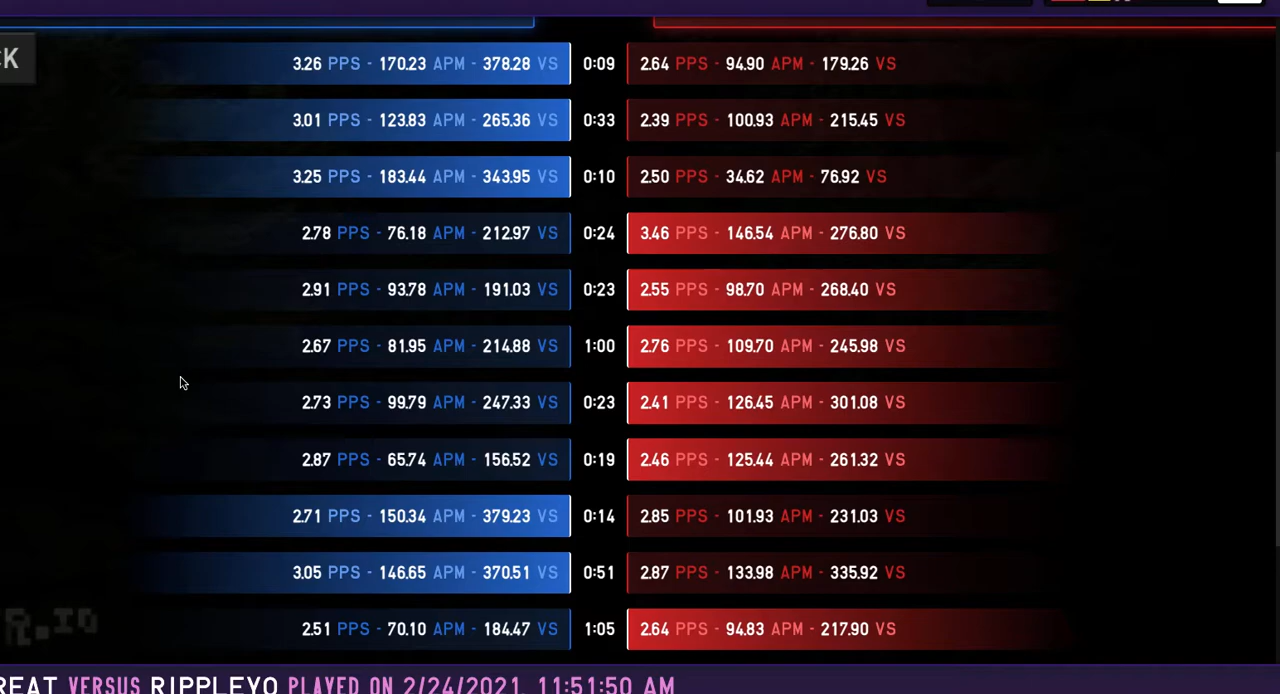 CK
3.26 PPS - 170.23 APM - 378.28 VS 0:09 2.64 PPS - 94.90 APM - 179.26 VS
3.01 PPS - 123.83 APM - 265.36 VS 0:33 2.39 PPS - 100.93 APM - 215.45 VS
3.25 PPS - 183.44 APM - 343.95 VS 0:10 2.50 PPS - 34.62 APM - 76.92 VS
2.78 PPS - 76.18 APM - 212.97 VS 0:24 3.46 PPS - 146.54 APM - 276.80 VS
2.91 PPS - 93.78 APM - 191.03 VS 0:23 2.55 PPS - 98.70 APM - 268.40 VS
2.67 PPS - 81.95 APM - 214.88 VS 1:00 2.76 PPS - 109.70 APM - 245.98 VS
2.73 PPS - 99.79 APM - 247.33 VS 0:23 2.41 PPS - 126.45 APM - 301.08 VS
2.87 PPS - 65.74 APM - 156.52 VS 0:19 2.46 PPS - 125.44 APM - 261.32 VS
2.71 PPS - 150.34 APM - 379.23 VS 0:14 2.85 PPS - 101.93 APM - 231.03 VS
3.05 PPS - 146.65 APM - 370.51 VS 0:51 2.87 PPS - 133.98 APM - 335.92 VS
R.IO
2.51 PPS - 70.10 APM - 184.47 VS 1:05 2.64 PPS - 94.83 APM - 217.90 VS
REAT VERSUS RIPPLEYO PLAYED ON 2/24/2021, 11:51:50 AM